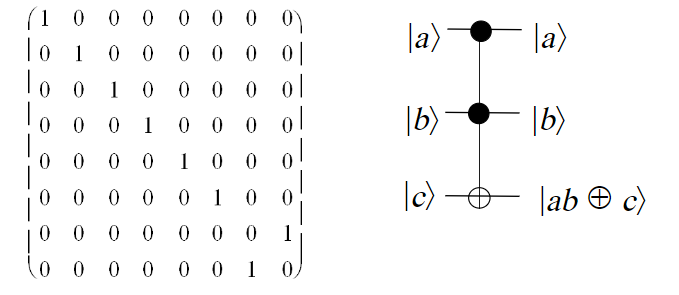 1 0 0 0 0 0 0 0
0 1 0 0 0 0 0 0
0 0 1 0 0 0 0 0
0 0 0 1 0 0 0 0
0 0 0 0 1 0 0 0
0 0 0 0 0 1 0 0
0 0 0 0 0 0 0 1
0 0 0 0 0 0 1 0
|a⟩ |a⟩
|b⟩ |b⟩
|c⟩ |ab ⊕ c⟩